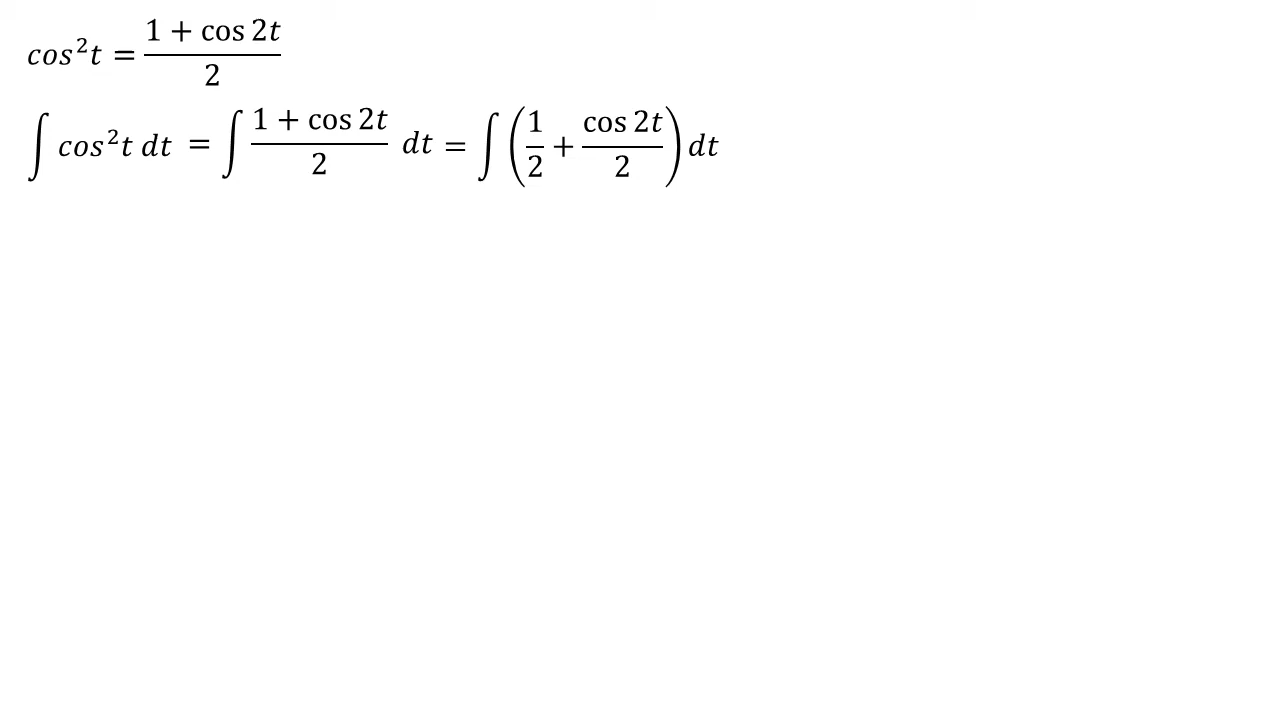 cos²t = (1 + cos 2t)/2
∫ cos²t dt = ∫ (1 + cos 2t)/2 dt = ∫ (1/2 + (cos 2t)/2) dt